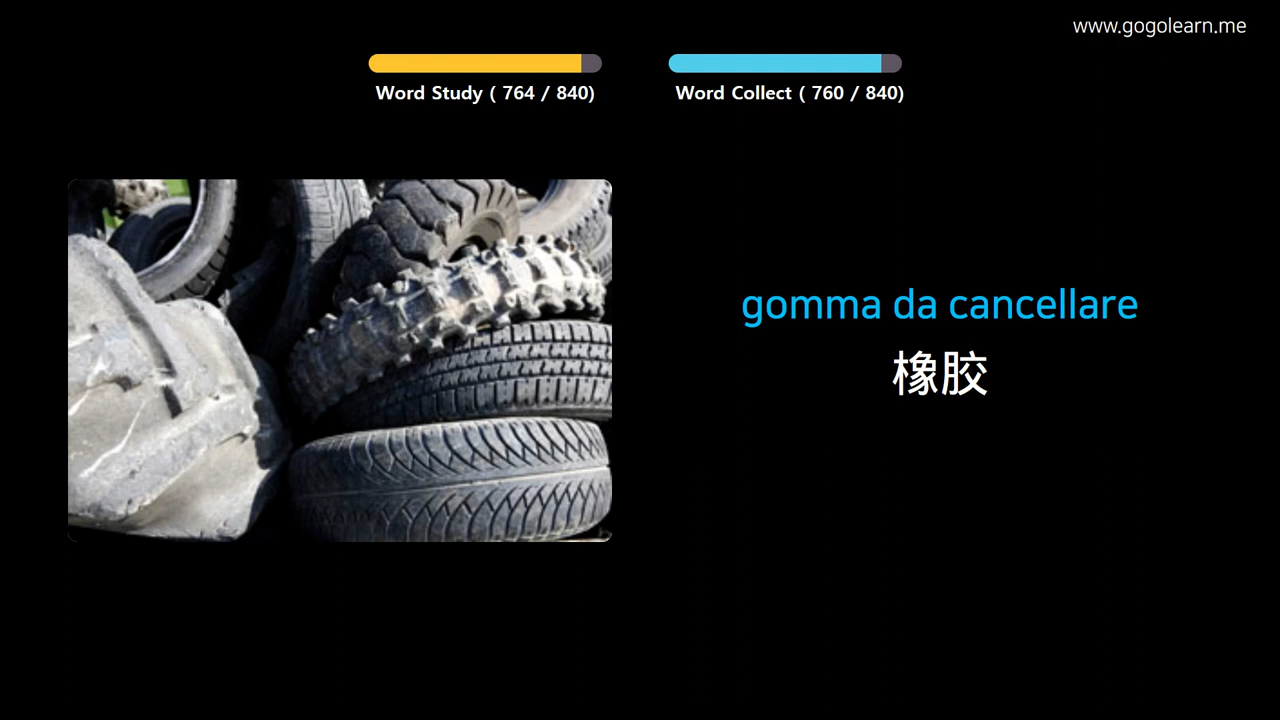 www.gogolearn.me
Word Study ( 764 / 840)
Word Collect ( 760 / 840)
gomma da cancellare
橡胶